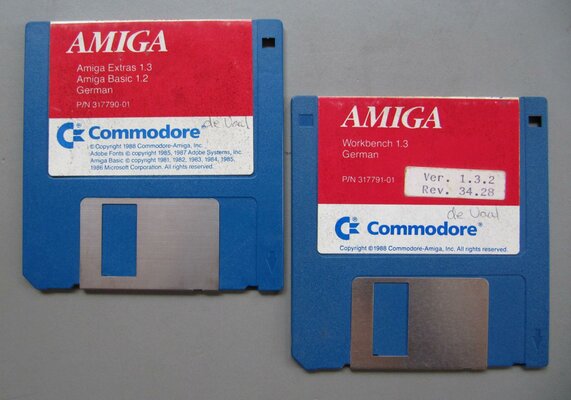 AMIGA
Amiga Extras 1.3
Amiga Basic 1.2
German
P/N 317790-01
Commodore
de Vaal
© Copyright 1988 Commodore-Amiga, Inc.
Adobe Fonts © copyright 1985, 1987 Adobe Systems, Inc.
Amiga Basic © copyright 1981, 1982, 1983, 1984, 1985,
1986 Microsoft Corporation. All rights reserved.
AMIGA
Workbench 1.3
German
P/N 317791-01
Ver. 1.3.2
Rev. 34.28
de Vaal
Commodore®
Copyright ©1988 Commodore-Amiga, Inc. All rights reserved.